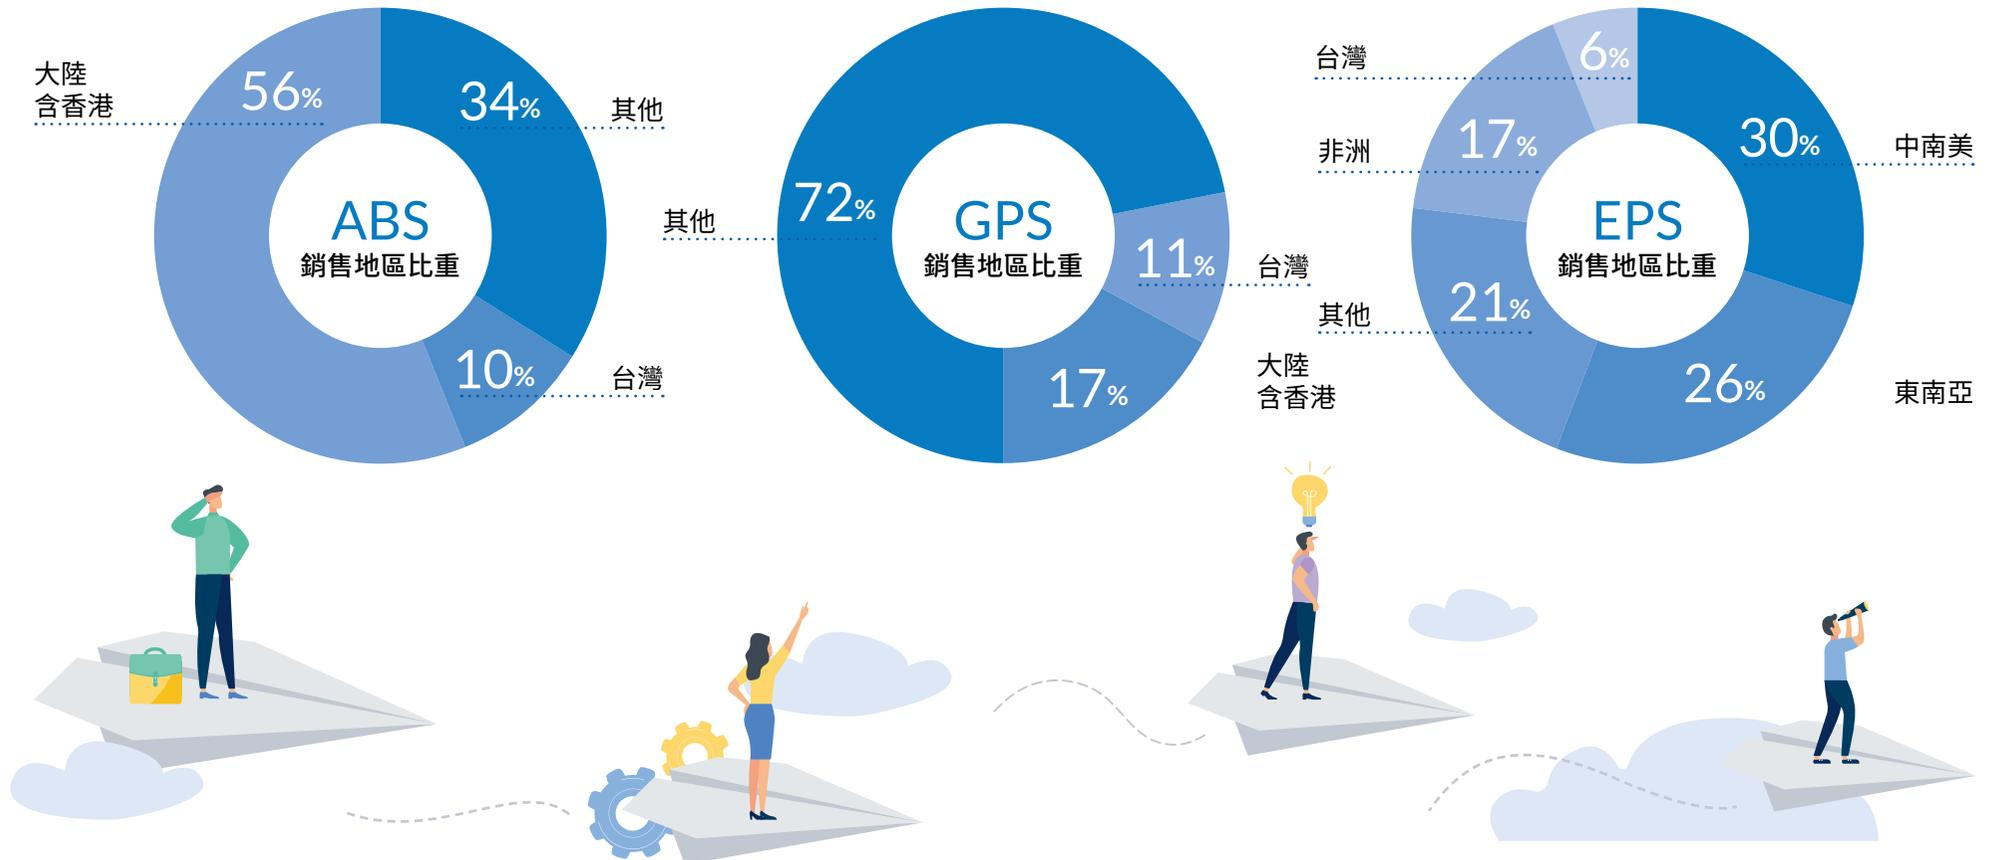 大陸
含香港
56%
34%
其他
ABS
銷售地區比重
10%
台灣
72%
其他
GPS
銷售地區比重
11%
台灣
17%
大陸
含香港
台灣
6%
非洲
17%
30%
中南美
EPS
銷售地區比重
其他
21%
26%
東南亞